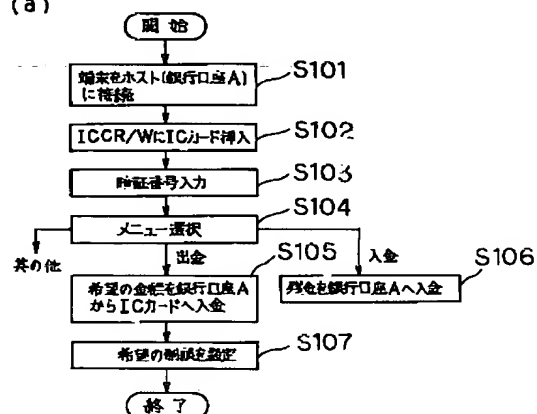 (a)
開始
端末をホスト(銀行口座A)
に接続
S101
ICCR/WにICカード挿入
S102
暗証番号入力
S103
メニュー選択
S104
其の他
出金
入金
希望の金額を銀行口座A
からICカードへ入金
S105
残金を銀行口座Aへ入金
S106
希望の制限を設定
S107
終了